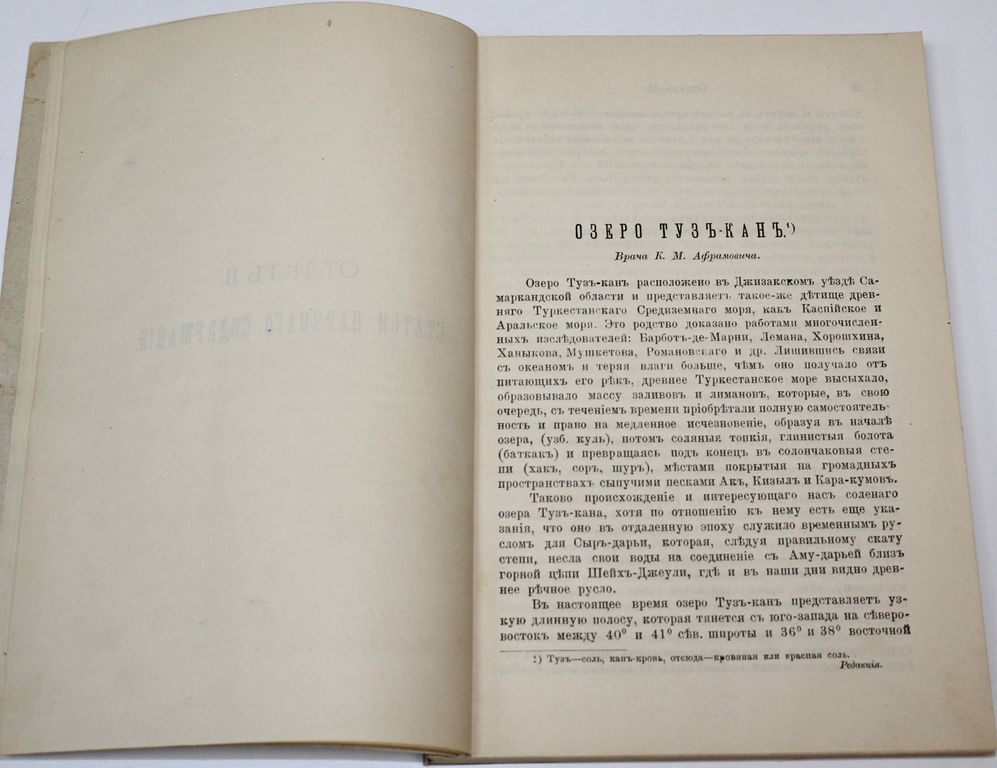 ОЗЕРО ТУЗЪ-КАНЪ.¹)
Врача К. М. Афрамовича.
Озеро Тузъ-канъ расположено въ Джизакскомъ уѣздѣ Са-
маркандской области и представляетъ такое-же дѣтище древ-
няго Туркестанскаго Средиземнаго моря, какъ Каспійское и
Аральское моря. Это родство доказано работами многочислен-
ныхъ изслѣдователей: Барботъ-де-Марни, Лемана, Хорошхина,
Ханыкова, Мушкетова, Романовскаго и др. Лишившись связи
съ океаномъ и теряя влаги больше, чѣмъ оно получало отъ
питающихъ его рѣкъ, древнее Туркестанское море высыхало,
образовывало массу заливовъ и лимановъ, которые, въ свою
очередь, съ теченіемъ времени пріобрѣтали полную самостоятель-
ность и право на медленное исчезновеніе, образуя въ началѣ
озера, (узб. куль), потомъ соляныя топкія, глинистыя болота
(баткакъ) и превращаясь подъ конецъ въ солончаковыя сте-
пи (хакъ, соръ, шуръ), мѣстами покрытыя на громадныхъ
пространствахъ сыпучими песками Акъ, Кизылъ и Кара-кумовъ.
Таково происхожденіе и интересующаго насъ соленаго
озера Тузъ-кана, хотя по отношенію къ нему есть еще ука-
занія, что оно въ отдаленную эпоху служило временнымъ ру-
сломъ для Сыръ-дарьи, которая, слѣдуя правильному скату
степи, несла свои воды на соединеніе съ Аму-дарьей близъ
горной цѣпи Шейхъ-Джеули, гдѣ и въ наши дни видно древ-
нее рѣчное русло.
Въ настоящее время озеро Тузъ-канъ представляетъ уз-
кую длинную полосу, которая тянется съ юго-запада на сѣверо-
востокъ между 40⁰ и 41⁰ сѣв. широты и 36⁰ и 38⁰ восточной
¹) Тузъ—соль, канъ-кровь, отсюда—кровяная или красная соль.
Редакція.